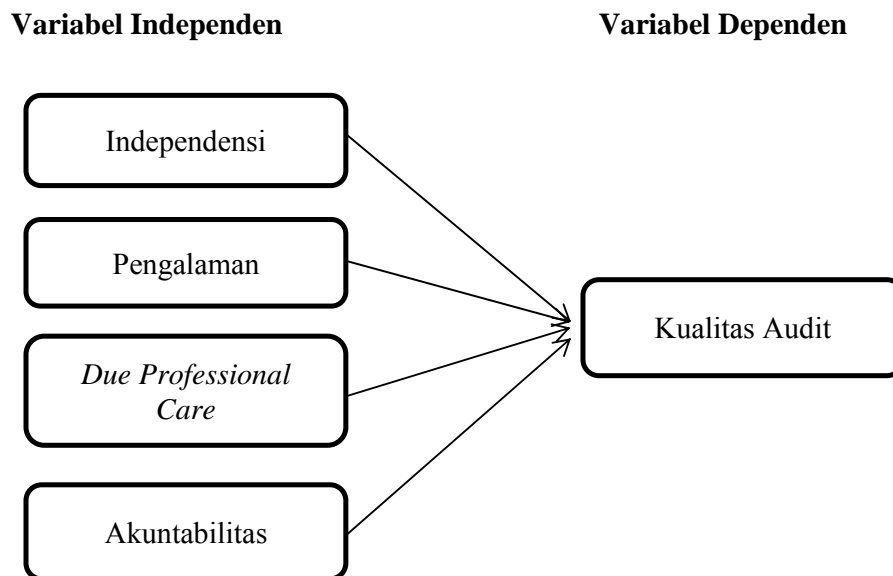 Variabel Independen
Variabel Dependen
Independensi
Pengalaman
Due Professional
Care
Akuntabilitas
Kualitas Audit